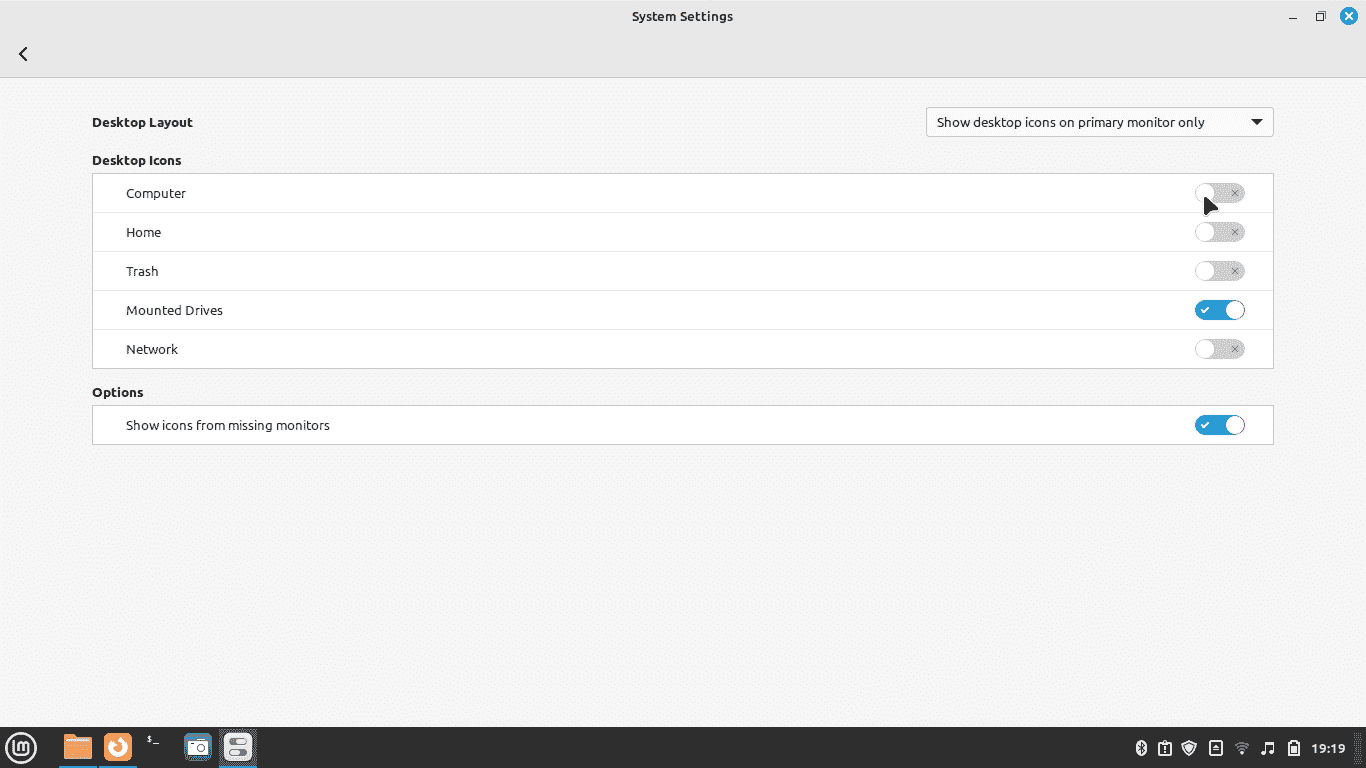 System Settings
Desktop Layout
Show desktop icons on primary monitor only
Desktop Icons
Computer
Home
Trash
Mounted Drives
Network
Options
Show icons from missing monitors
$_
19:19